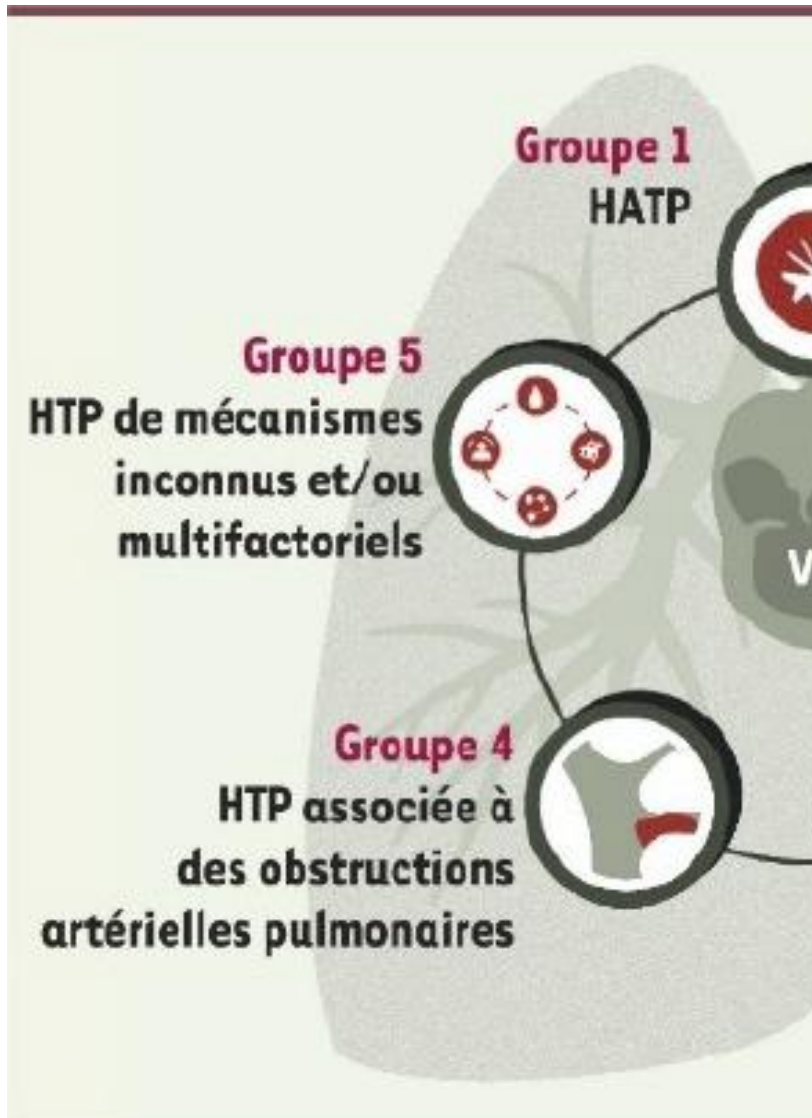 Groupe 1
HATP
Groupe 5
HTP de mécanismes
inconnus et/ou
multifactoriels
V
Groupe 4
HTP associée à
des obstructions
artérielles pulmonaires